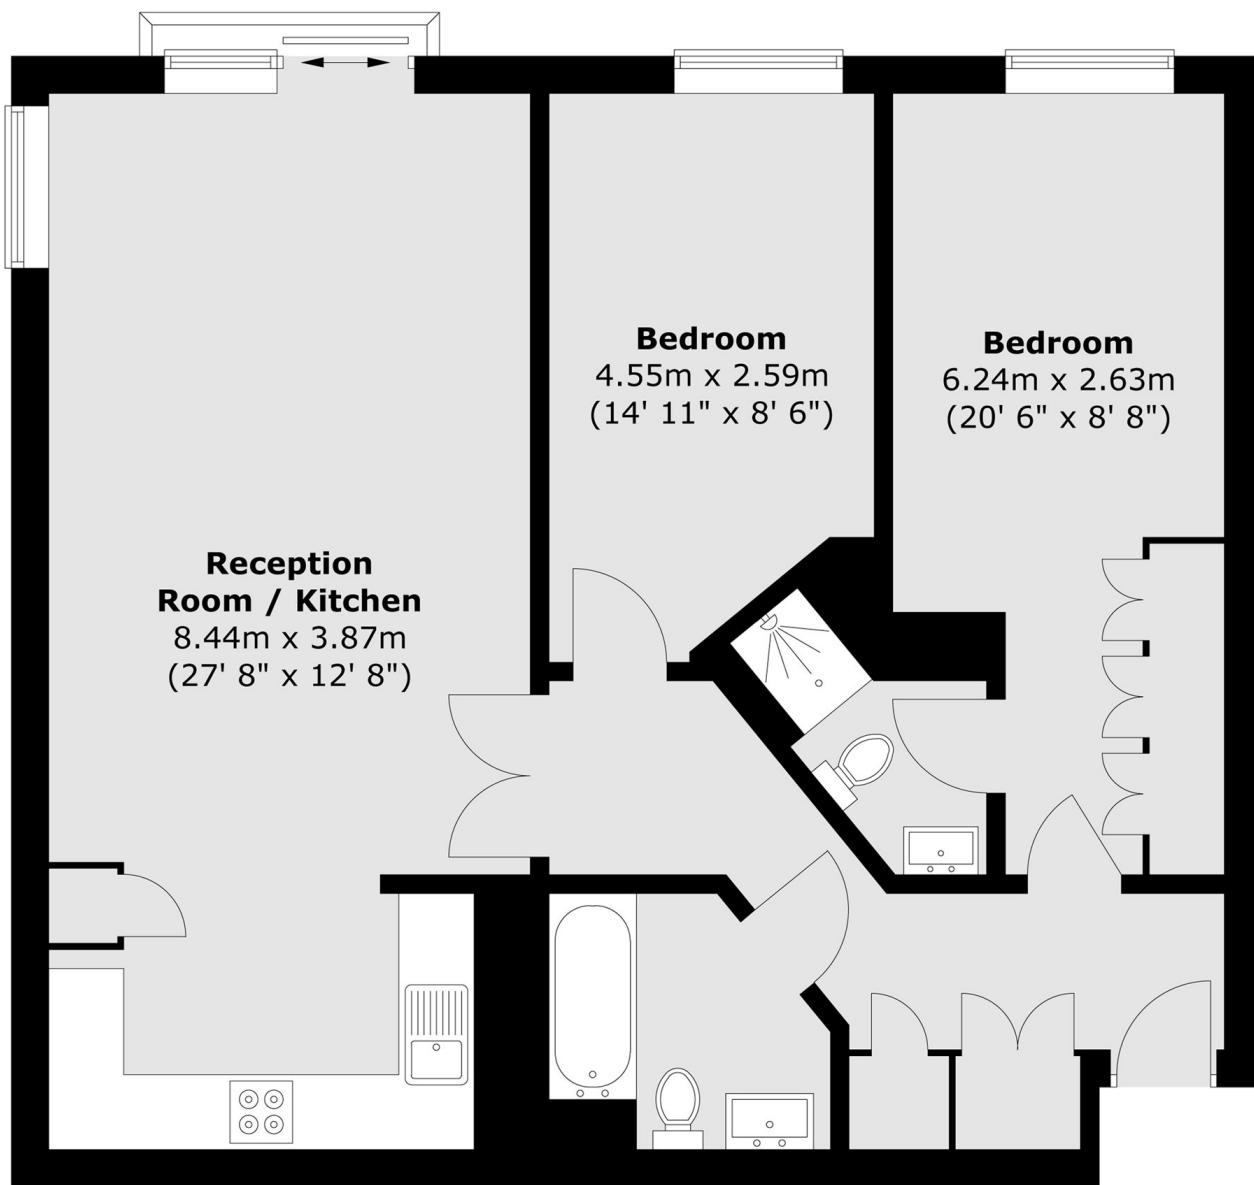 Bedroom
4.55m x 2.59m
(14' 11" x 8' 6")
Bedroom
6.24m x 2.63m
(20' 6" x 8' 8")
Reception
Room / Kitchen
8.44m x 3.87m
(27' 8" x 12' 8")